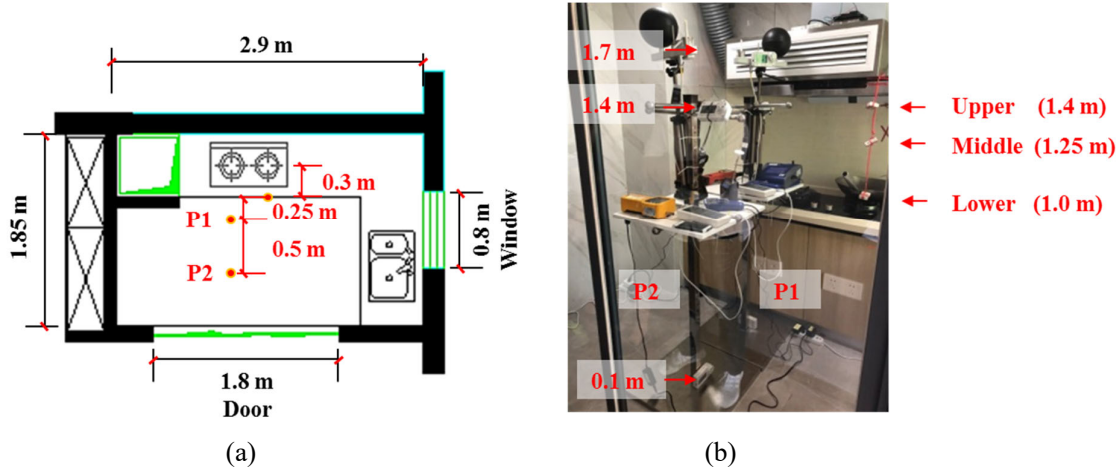 2.9 m
1.85 m
0.3 m
0.25 m
P1
0.5 m
P2
0.8 m
Window
1.8 m
Door
(a)
1.7 m
1.4 m
Upper (1.4 m)
Middle (1.25 m)
Lower (1.0 m)
P2
P1
0.1 m
(b)